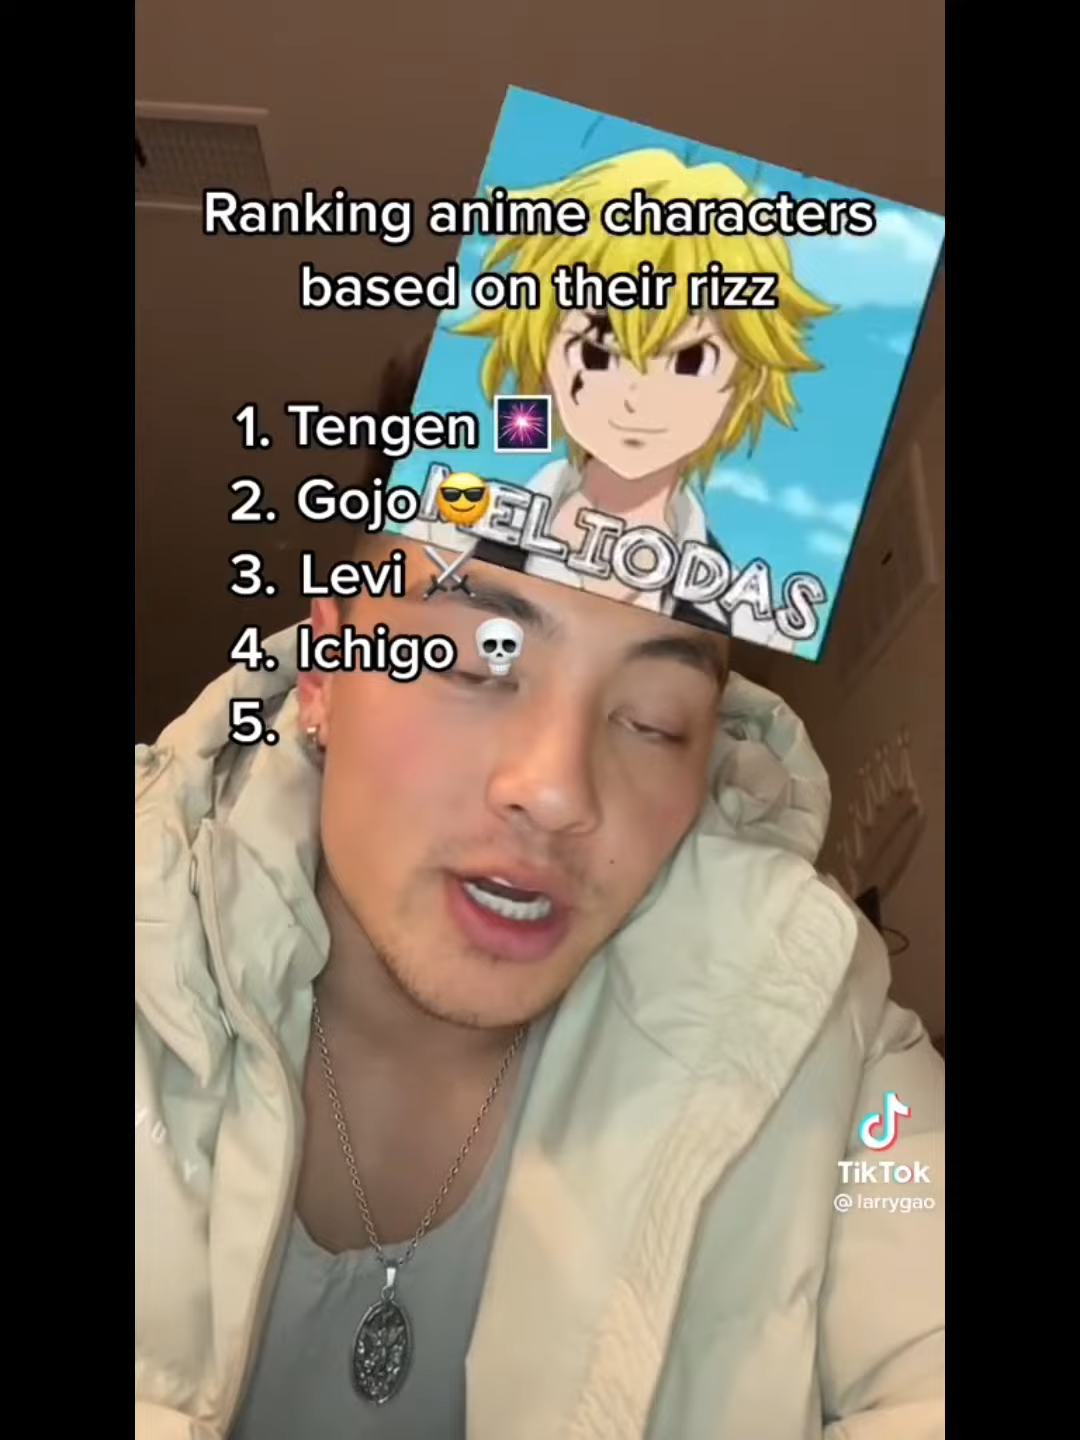 Ranking anime characters
based on their rizz
1. Tengen 🎆
2. Gojo 😎
3. Levi ⚔️
4. Ichigo 💀
5.
MELIODAS
TikTok
@larrygao